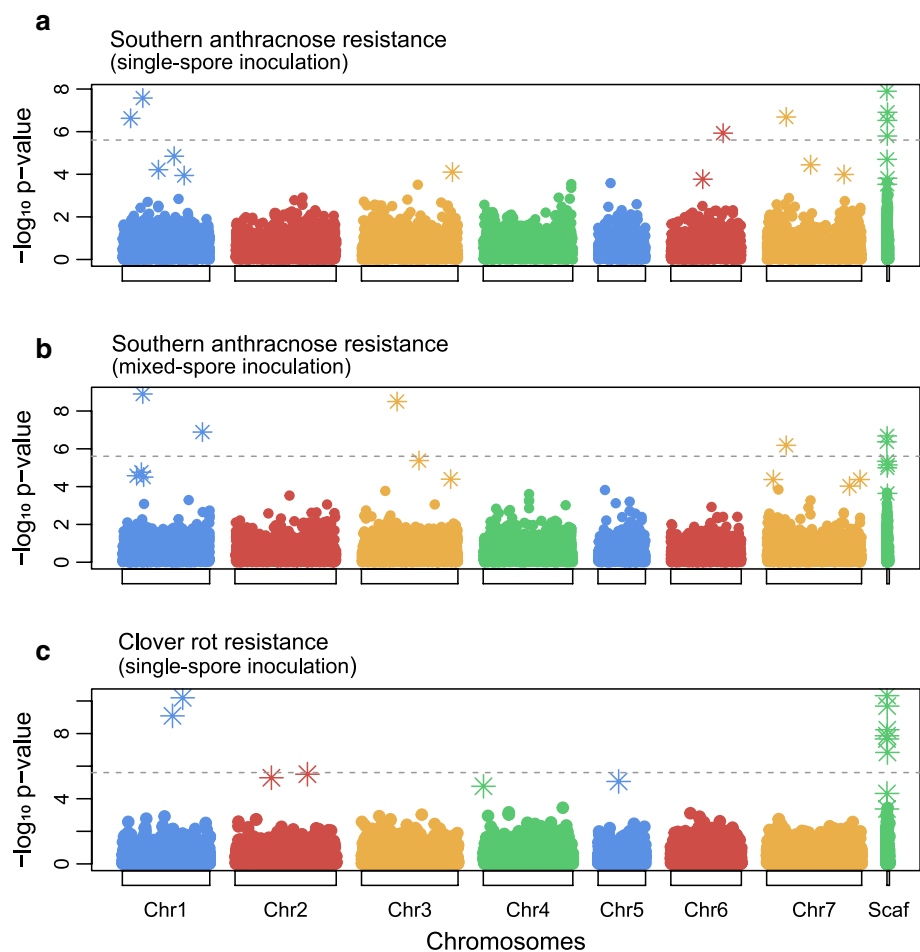 a
Southern anthracnose resistance
(single-spore inoculation)
8
6
4
2
0
−log₁₀ p-value
b
Southern anthracnose resistance
(mixed-spore inoculation)
8
6
4
2
0
−log₁₀ p-value
c
Clover rot resistance
(single-spore inoculation)
8
4
0
−log₁₀ p-value
Chr1 Chr2 Chr3 Chr4 Chr5 Chr6 Chr7 Scaf
Chromosomes